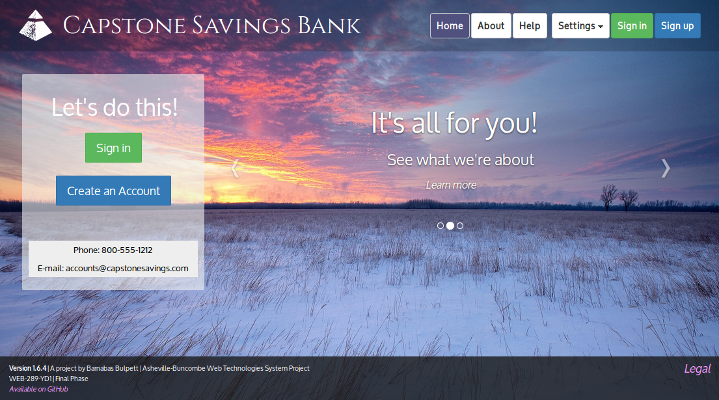 Capstone Savings Bank
Home About Help Settings Sign in Sign up
Let's do this!
Sign in
Create an Account
Phone: 800-555-1212
E-mail: accounts@capstonesavings.com
It's all for you!
See what we're about
Learn more
Version 1.6.4 | A project by Barnabas Bulpett | Asheville-Buncombe Web Technologies System Project
WEB-289-YD1 | Final Phase
Available on GitHub
Legal